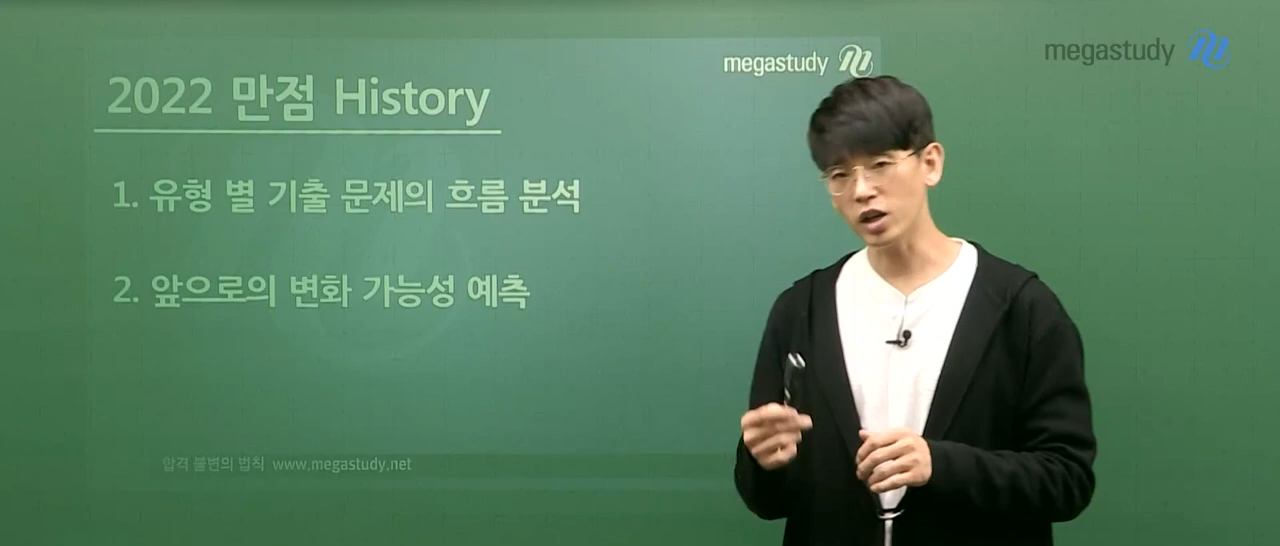 megastudy
megastudy
2022 만점 History
1. 유형 별 기출 문제의 흐름 분석
2. 앞으로의 변화 가능성 예측
합격 불변의 법칙 www.megastudy.net